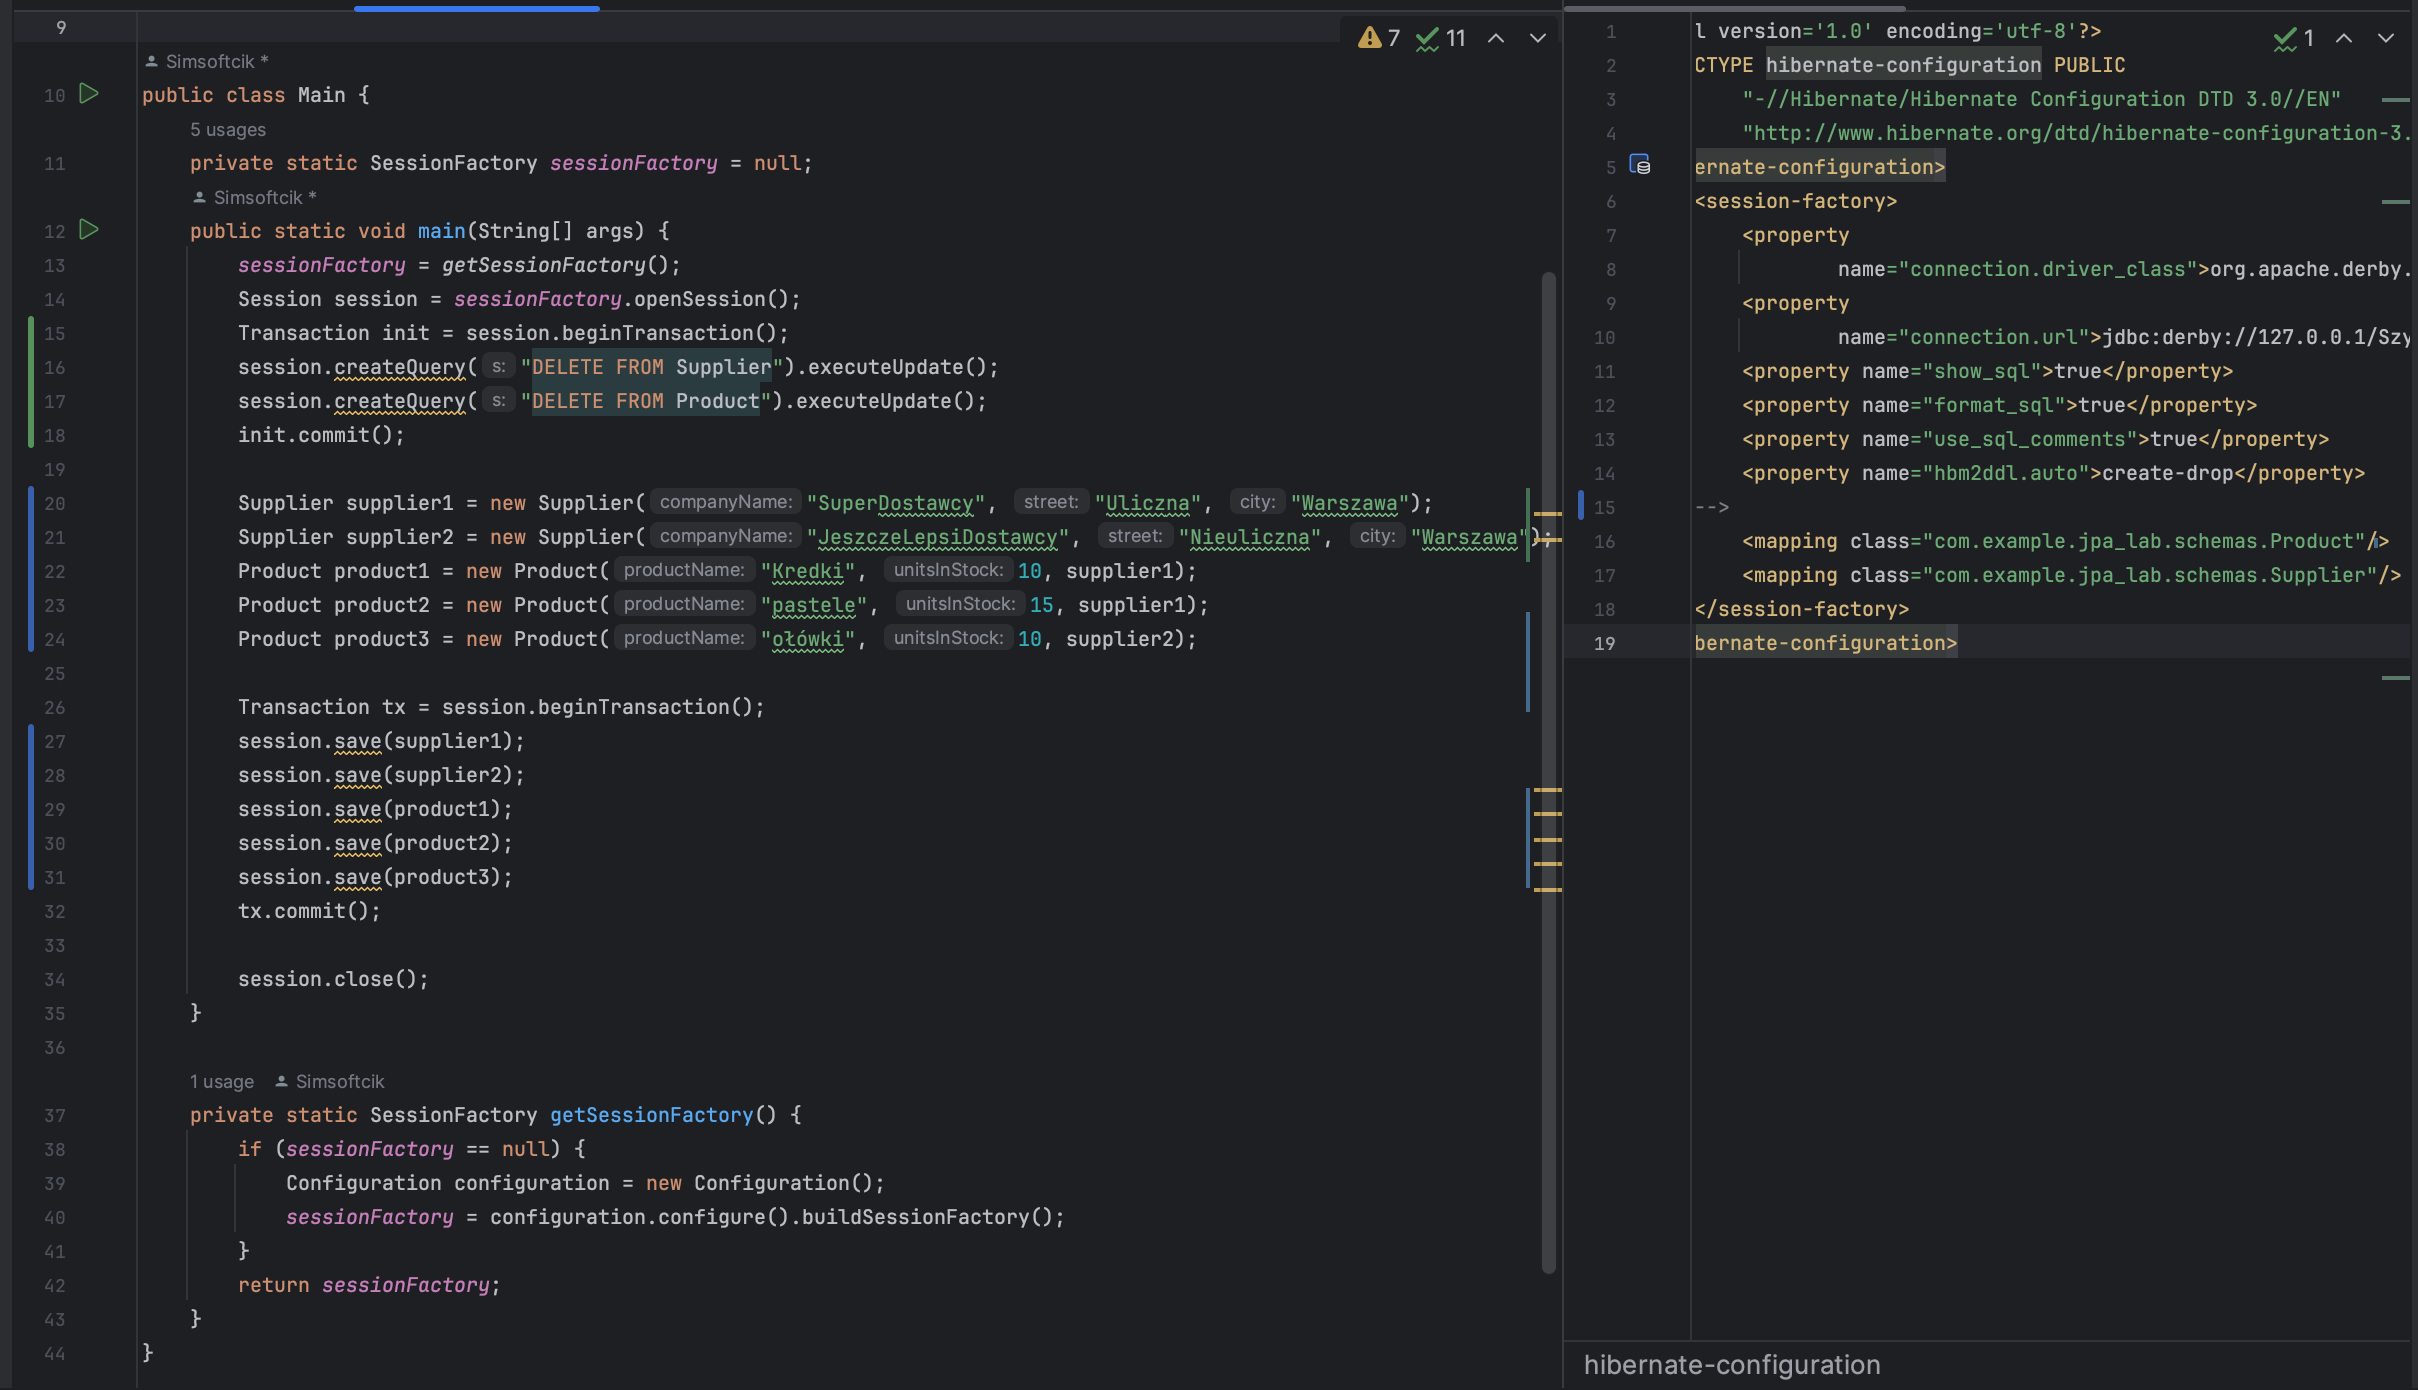 9
7 11
Simsoftcik *
10 public class Main {
5 usages
11 private static SessionFactory sessionFactory = null;
Simsoftcik *
12 public static void main(String[] args) {
13 sessionFactory = getSessionFactory();
14 Session session = sessionFactory.openSession();
15 Transaction init = session.beginTransaction();
16 session.createQuery( s: "DELETE FROM Supplier").executeUpdate();
17 session.createQuery( s: "DELETE FROM Product").executeUpdate();
18 init.commit();
19
20 Supplier supplier1 = new Supplier( companyName: "SuperDostawcy", street: "Uliczna", city: "Warszawa");
21 Supplier supplier2 = new Supplier( companyName: "JeszczeLepsiDostawcy", street: "Nieuliczna", city: "Warszawa");
22 Product product1 = new Product( productName: "Kredki", unitsInStock: 10, supplier1);
23 Product product2 = new Product( productName: "pastele", unitsInStock: 15, supplier1);
24 Product product3 = new Product( productName: "ołówki", unitsInStock: 10, supplier2);
25
26 Transaction tx = session.beginTransaction();
27 session.save(supplier1);
28 session.save(supplier2);
29 session.save(product1);
30 session.save(product2);
31 session.save(product3);
32 tx.commit();
33
34 session.close();
35 }
36
1 usage Simsoftcik
37 private static SessionFactory getSessionFactory() {
38 if (sessionFactory == null) {
39 Configuration configuration = new Configuration();
40 sessionFactory = configuration.configure().buildSessionFactory();
41 }
42 return sessionFactory;
43 }
44 }
1
1 l version='1.0' encoding='utf-8'?>
2 CTYPE hibernate-configuration PUBLIC
3 "-//Hibernate/Hibernate Configuration DTD 3.0//EN"
4 "http://www.hibernate.org/dtd/hibernate-configuration-3.
5 ernate-configuration>
6 <session-factory>
7 <property
8 name="connection.driver_class">org.apache.derby.
9 <property
10 name="connection.url">jdbc:derby://127.0.0.1/Szy
11 <property name="show_sql">true</property>
12 <property name="format_sql">true</property>
13 <property name="use_sql_comments">true</property>
14 <property name="hbm2ddl.auto">create-drop</property>
15 -->
16 <mapping class="com.example.jpa_lab.schemas.Product"/>
17 <mapping class="com.example.jpa_lab.schemas.Supplier"/>
18 </session-factory>
19 bernate-configuration>
hibernate-configuration